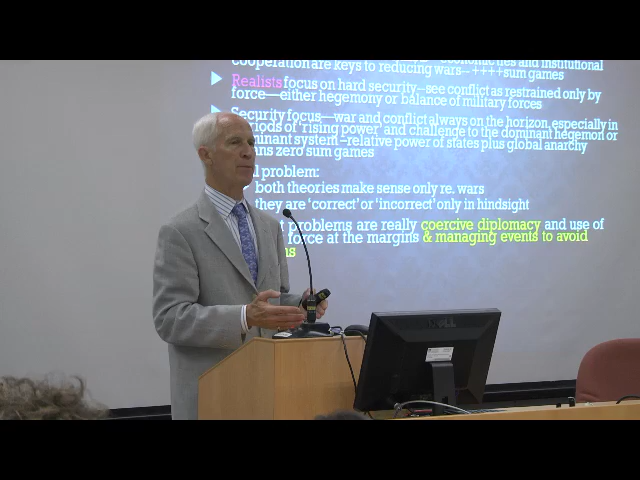 economic ties and institutional
cooperation are keys to reducing wars-- ++++sum games
Realists focus on hard security—see conflict as restrained only by
force—either hegemony or balance of military forces
Security focus—war and conflict always on the horizon, especially in
periods of 'rising power' and challenge to the dominant hegemon or
dominant system –relative power of states plus global anarchy
zero sum games
problem:
both theories make sense only re. wars
they are 'correct' or 'incorrect' only in hindsight
problems are really coercive diplomacy and use of
force at the margins & managing events to avoid
DELL